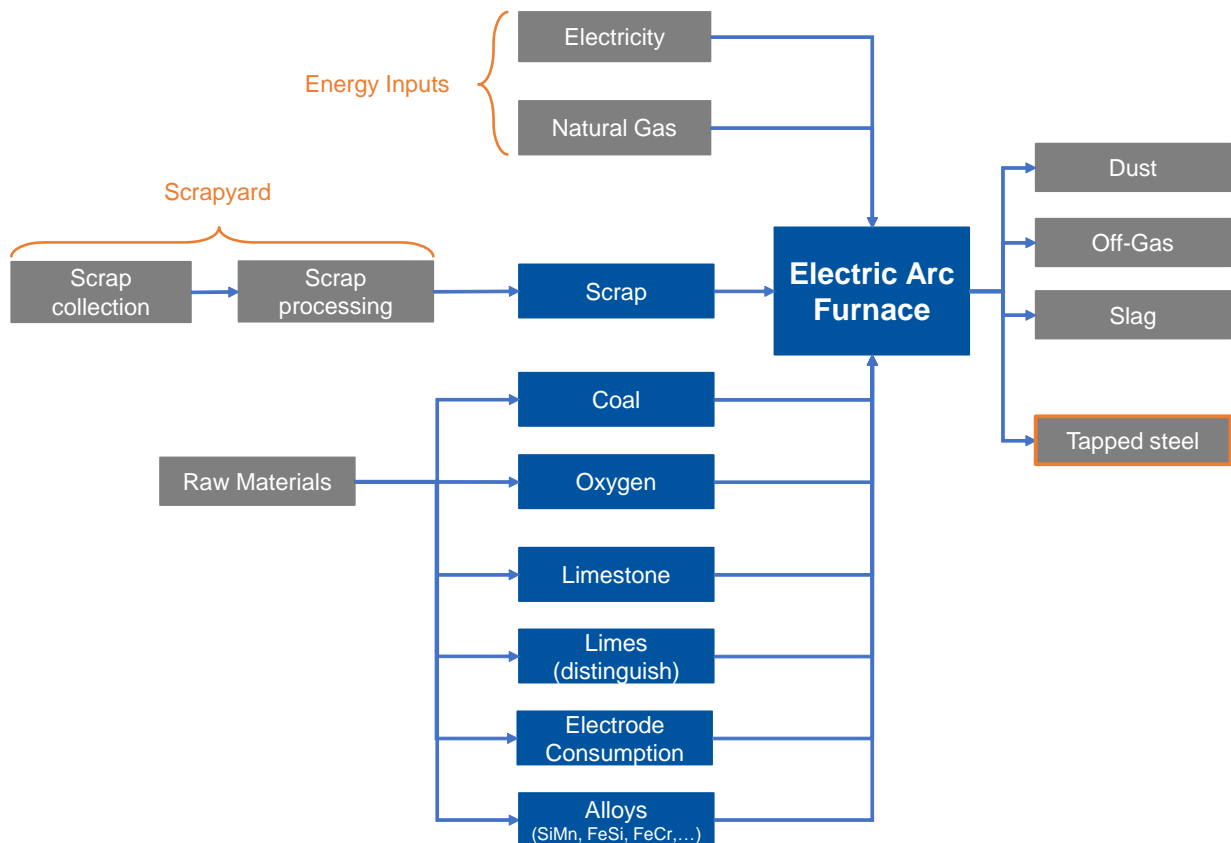 Electricity
Energy Inputs
Natural Gas
Scrapyard
Scrap
collection
Scrap
processing
Scrap
Electric Arc
Furnace
Dust
Off-Gas
Slag
Tapped steel
Raw Materials
Coal
Oxygen
Limestone
Limes
(distinguish)
Electrode
Consumption
Alloys
(SiMn, FeSi, FeCr,…)